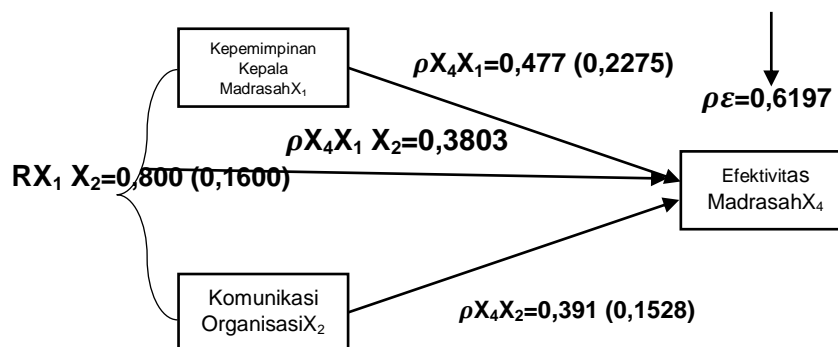 Kepemimpinan
Kepala
MadrasahX₁
ρX₄X₁=0,477 (0,2275)
ρε=0,6197
ρX₄X₁ X₂=0,3803
RX₁ X₂=0,800 (0,1600)
Efektivitas
MadrasahX₄
Komunikasi
OrganisasiX₂
ρX₄X₂=0,391 (0,1528)